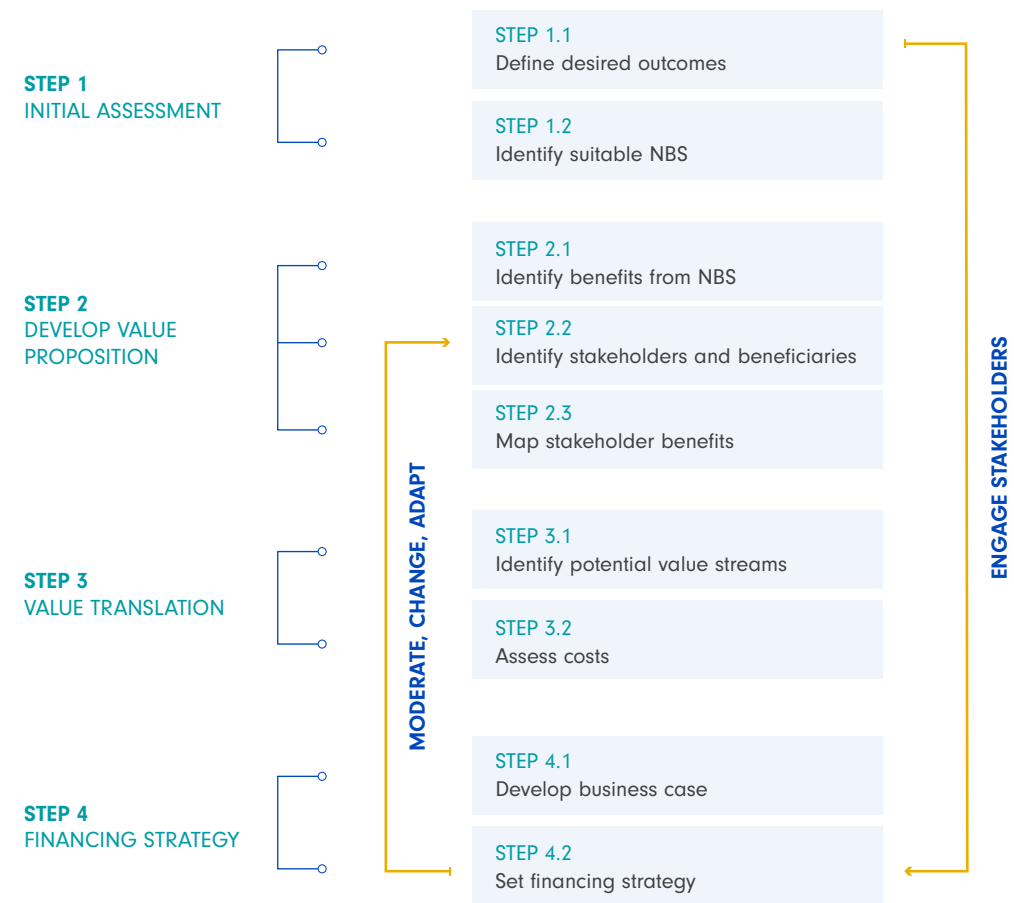 STEP 1
INITIAL ASSESSMENT
STEP 1.1
Define desired outcomes
STEP 1.2
Identify suitable NBS
STEP 2
DEVELOP VALUE
PROPOSITION
STEP 2.1
Identify benefits from NBS
STEP 2.2
Identify stakeholders and beneficiaries
STEP 2.3
Map stakeholder benefits
STEP 3
VALUE TRANSLATION
STEP 3.1
Identify potential value streams
STEP 3.2
Assess costs
STEP 4
FINANCING STRATEGY
STEP 4.1
Develop business case
STEP 4.2
Set financing strategy
MODERATE, CHANGE, ADAPT
ENGAGE STAKEHOLDERS